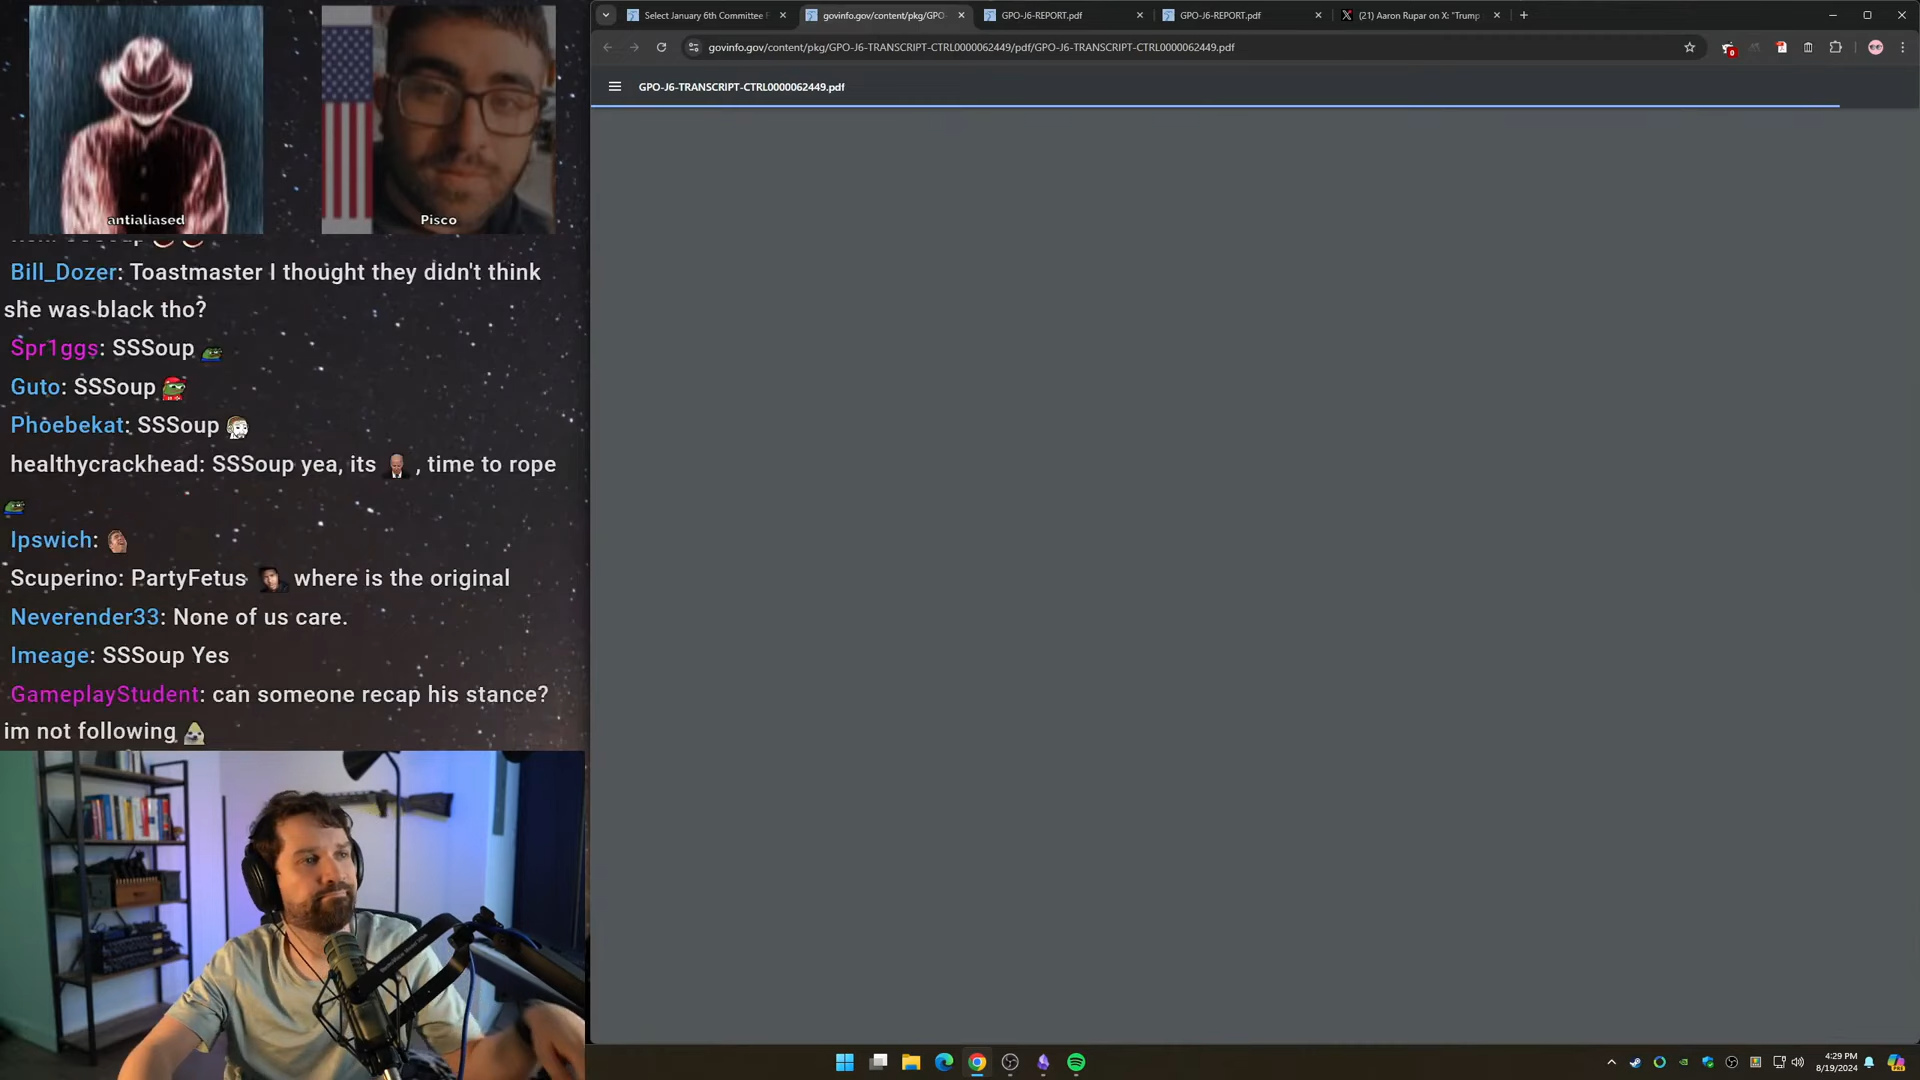 Select January 6th Committee F
govinfo.gov/content/pkg/GPO-
GPO-J6-REPORT.pdf
GPO-J6-REPORT.pdf
(21) Aaron Rupar on X: "Trump
govinfo.gov/content/pkg/GPO-J6-TRANSCRIPT-CTRL0000062449/pdf/GPO-J6-TRANSCRIPT-CTRL0000062449.pdf
GPO-J6-TRANSCRIPT-CTRL0000062449.pdf
antialiased
Pisco
Bill_Dozer: Toastmaster I thought they didn't think
she was black tho?
Spr1ggs: SSSoup
Guto: SSSoup
Phoebekat: SSSoup
healthycrackhead: SSSoup yea, its , time to rope
Ipswich:
Scuperino: PartyFetus where is the original
Neverender33: None of us care.
Imeage: SSSoup Yes
GameplayStudent: can someone recap his stance?
im not following
4:29 PM
8/19/2024